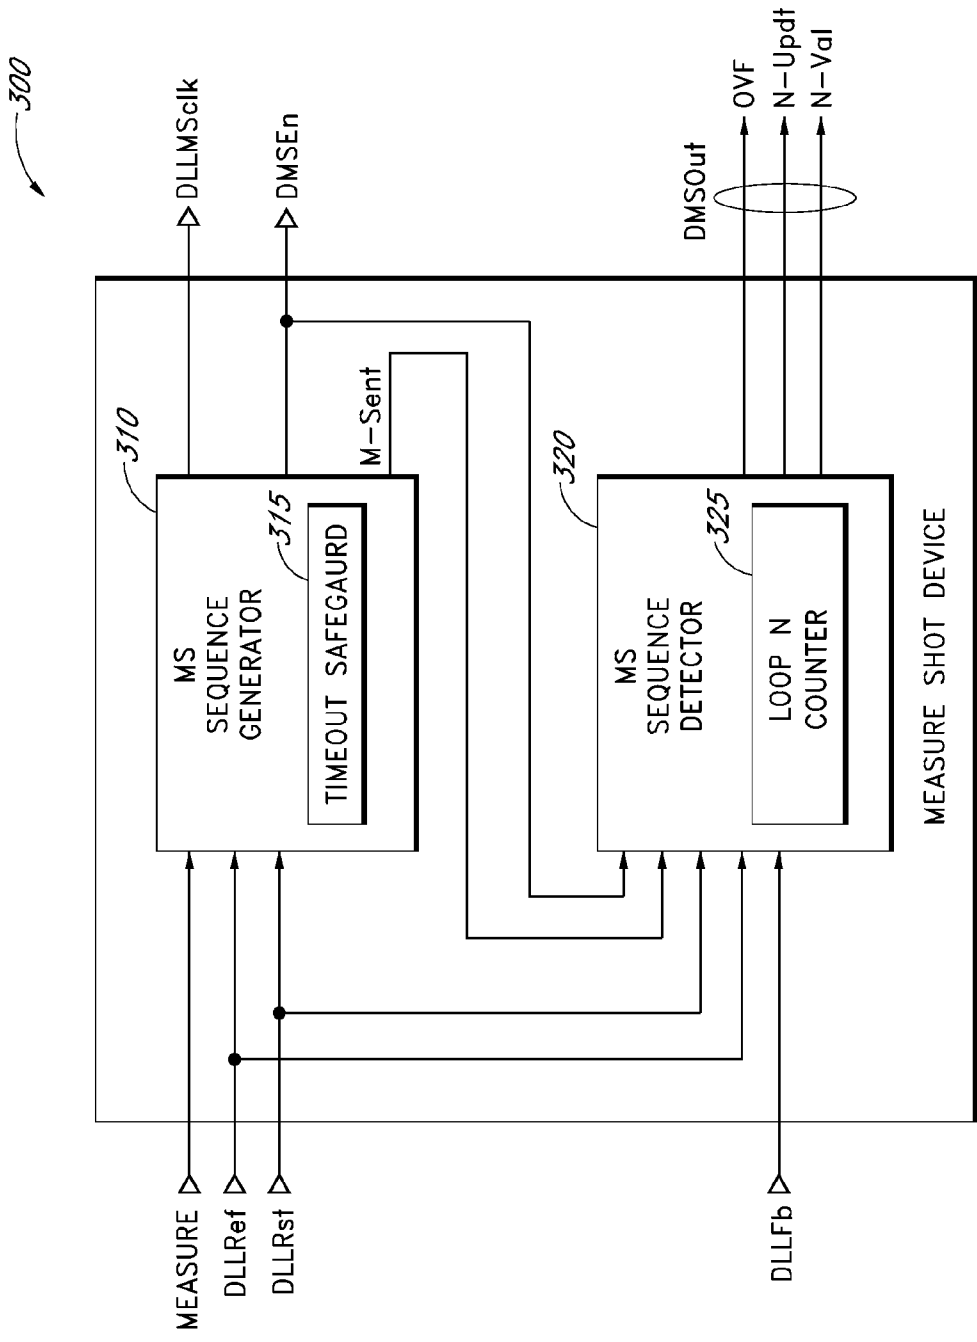 300
DLLMSclk
DMSEn
310
MS
SEQUENCE
GENERATOR
315
TIMEOUT SAFEGAURD
M-Sent
MEASURE
DLLRef
DLLRst
320
MS
SEQUENCE
DETECTOR
325
LOOP N
COUNTER
DMSOut
OVF
N-Updt
N-Val
DLLFb
MEASURE SHOT DEVICE